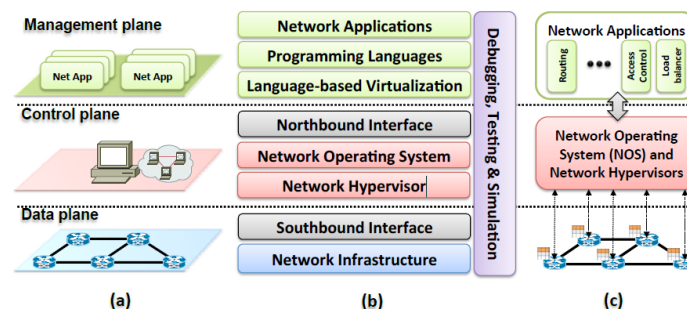 Management plane
Net App
Net App
Control plane
Data plane
(a)
Network Applications
Programming Languages
Language-based Virtualization
Northbound Interface
Network Operating System
Network Hypervisor
Southbound Interface
Network Infrastructure
Debugging, Testing & Simulation
(b)
Network Applications
Routing
Access
Control
Load
balancer
Network Operating
System (NOS) and
Network Hypervisors
(c)